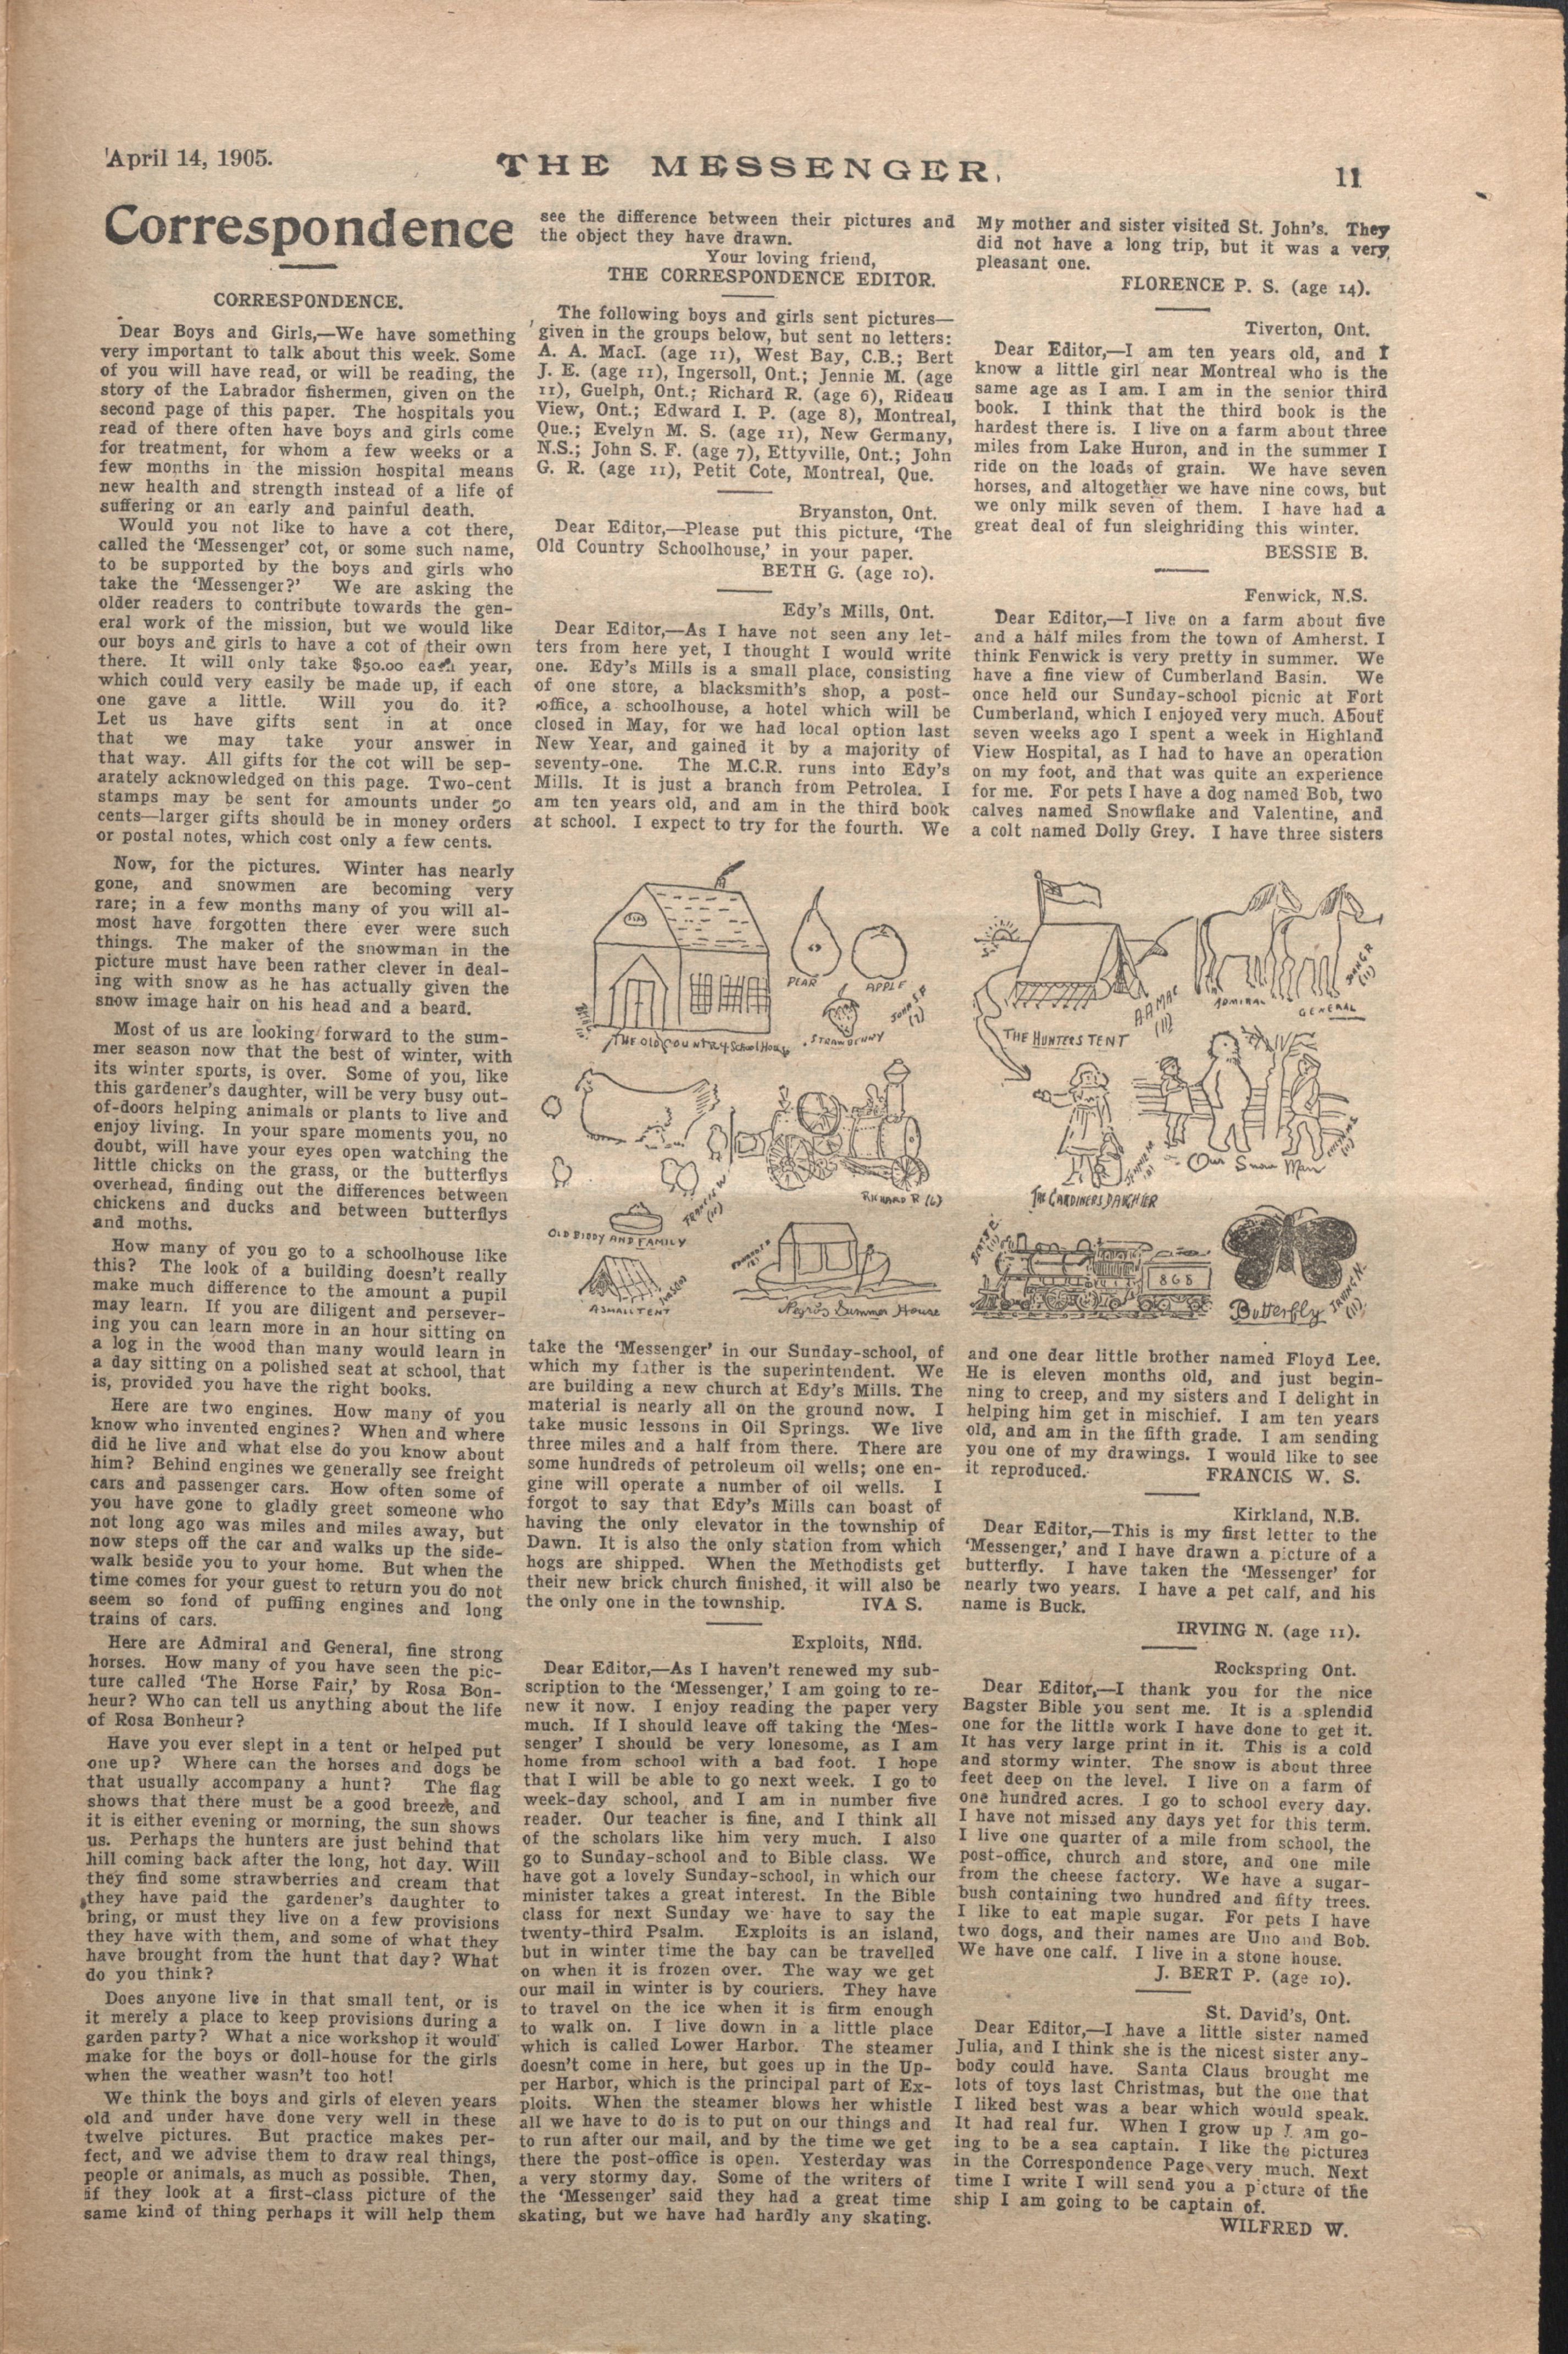 April 14, 1905.
THE MESSENGER.
11
Correspondence
CORRESPONDENCE.
Dear Boys and Girls,—We have something
very important to talk about this week. Some
of you will have read, or will be reading, the
story of the Labrador fishermen, given on the
second page of this paper. The hospitals you
read of there often have boys and girls come
for treatment, for whom a few weeks or a
few months in the mission hospital means
new health and strength instead of a life of
suffering or an early and painful death.
Would you not like to have a cot there,
called the 'Messenger' cot, or some such name,
to be supported by the boys and girls who
take the 'Messenger?' We are asking the
older readers to contribute towards the gen-
eral work of the mission, but we would like
our boys and girls to have a cot of their own
there. It will only take $50.00 each year,
which could very easily be made up, if each
one gave a little. Will you do it?
Let us have gifts sent in at once
that we may take your answer in
that way. All gifts for the cot will be sep-
arately acknowledged on this page. Two-cent
stamps may be sent for amounts under 50
cents—larger gifts should be in money orders
or postal notes, which cost only a few cents.
Now, for the pictures. Winter has nearly
gone, and snowmen are becoming very
rare; in a few months many of you will al-
most have forgotten there ever were such
things. The maker of the snowman in the
picture must have been rather clever in deal-
ing with snow as he has actually given the
snow image hair on his head and a beard.
Most of us are looking forward to the sum-
mer season now that the best of winter, with
its winter sports, is over. Some of you, like
this gardener's daughter, will be very busy out-
of-doors helping animals or plants to live and
enjoy living. In your spare moments you, no
doubt, will have your eyes open watching the
little chicks on the grass, or the butterflys
overhead, finding out the differences between
chickens and ducks and between butterflys
and moths.
How many of you go to a schoolhouse like
this? The look of a building doesn't really
make much difference to the amount a pupil
may learn. If you are diligent and persever-
ing you can learn more in an hour sitting on
a log in the wood than many would learn in
a day sitting on a polished seat at school, that
is, provided you have the right books.
Here are two engines. How many of you
know who invented engines? When and where
did he live and what else do you know about
him? Behind engines we generally see freight
cars and passenger cars. How often some of
you have gone to gladly greet someone who
not long ago was miles and miles away, but
now steps off the car and walks up the side-
walk beside you to your home. But when the
time comes for your guest to return you do not
seem so fond of puffing engines and long
trains of cars.
Here are Admiral and General, fine strong
horses. How many of you have seen the pic-
ture called 'The Horse Fair,' by Rosa Bon-
heur? Who can tell us anything about the life
of Rosa Bonheur?
Have you ever slept in a tent or helped put
one up? Where can the horses and dogs be
that usually accompany a hunt? The flag
shows that there must be a good breeze, and
it is either evening or morning, the sun shows
us. Perhaps the hunters are just behind that
hill coming back after the long, hot day. Will
they find some strawberries and cream that
they have paid the gardener's daughter to
bring, or must they live on a few provisions
they have with them, and some of what they
have brought from the hunt that day? What
do you think?
Does anyone live in that small tent, or is
it merely a place to keep provisions during a
garden party? What a nice workshop it would
make for the boys or doll-house for the girls
when the weather wasn't too hot!
We think the boys and girls of eleven years
old and under have done very well in these
twelve pictures. But practice makes per-
fect, and we advise them to draw real things,
people or animals, as much as possible. Then,
if they look at a first-class picture of the
same kind of thing perhaps it will help them
see the difference between their pictures and
the object they have drawn.
Your loving friend,
THE CORRESPONDENCE EDITOR.
The following boys and girls sent pictures—
given in the groups below, but sent no letters:
A. A. MacI. (age 11), West Bay, C.B.; Bert
J. E. (age 11), Ingersoll, Ont.; Jennie M. (age
11), Guelph, Ont.; Richard R. (age 6), Rideau
View, Ont.; Edward I. P. (age 8), Montreal,
Que.; Evelyn M. S. (age 11), New Germany,
N.S.; John S. F. (age 7), Ettyville, Ont.; John
G. R. (age 11), Petit Cote, Montreal, Que.
Bryanston, Ont.
Dear Editor,—Please put this picture, 'The
Old Country Schoolhouse,' in your paper.
BETH G. (age 10).
Edy's Mills, Ont.
Dear Editor,—As I have not seen any let-
ters from here yet, I thought I would write
one. Edy's Mills is a small place, consisting
of one store, a blacksmith's shop, a post-
office, a schoolhouse, a hotel which will be
closed in May, for we had local option last
New Year, and gained it by a majority of
seventy-one. The M.C.R. runs into Edy's
Mills. It is just a branch from Petrolea. I
am ten years old, and am in the third book
at school. I expect to try for the fourth. We
THE OLD COUNTRY School House
PEAR
APPLE
STRAWBENNY
JOHN S F (7)
OLD BIDDY AND FAMILY
FRANCIS W (10)
RICHARD R (6)
A SMALL TENT
Negro's Summer House
THE HUNTERS TENT
A A MAC (11)
ADMIRAL
GENERAL
JOHN G R (11)
THE GARDINERS DAUGHTER
JENNIE M (11)
Our Snow Man
BERT J E (11)
868
Butterfly
IRVING N. (11)
take the 'Messenger' in our Sunday-school, of
which my father is the superintendent. We
are building a new church at Edy's Mills. The
material is nearly all on the ground now. I
take music lessons in Oil Springs. We live
three miles and a half from there. There are
some hundreds of petroleum oil wells; one en-
gine will operate a number of oil wells. I
forgot to say that Edy's Mills can boast of
having the only elevator in the township of
Dawn. It is also the only station from which
hogs are shipped. When the Methodists get
their new brick church finished, it will also be
the only one in the township. IVA S.
Exploits, Nfld.
Dear Editor,—As I haven't renewed my sub-
scription to the 'Messenger,' I am going to re-
new it now. I enjoy reading the paper very
much. If I should leave off taking the 'Mes-
senger' I should be very lonesome, as I am
home from school with a bad foot. I hope
that I will be able to go next week. I go to
week-day school, and I am in number five
reader. Our teacher is fine, and I think all
of the scholars like him very much. I also
go to Sunday-school and to Bible class. We
have got a lovely Sunday-school, in which our
minister takes a great interest. In the Bible
class for next Sunday we have to say the
twenty-third Psalm. Exploits is an island,
but in winter time the bay can be travelled
on when it is frozen over. The way we get
our mail in winter is by couriers. They have
to travel on the ice when it is firm enough
to walk on. I live down in a little place
which is called Lower Harbor. The steamer
doesn't come in here, but goes up in the Up-
per Harbor, which is the principal part of Ex-
ploits. When the steamer blows her whistle
all we have to do is to put on our things and
to run after our mail, and by the time we get
there the post-office is open. Yesterday was
a very stormy day. Some of the writers of
the 'Messenger' said they had a great time
skating, but we have had hardly any skating.
My mother and sister visited St. John's. They
did not have a long trip, but it was a very
pleasant one.
FLORENCE P. S. (age 14).
Tiverton, Ont.
Dear Editor,—I am ten years old, and I
know a little girl near Montreal who is the
same age as I am. I am in the senior third
book. I think that the third book is the
hardest there is. I live on a farm about three
miles from Lake Huron, and in the summer I
ride on the loads of grain. We have seven
horses, and altogether we have nine cows, but
we only milk seven of them. I have had a
great deal of fun sleighriding this winter.
BESSIE B.
Fenwick, N.S.
Dear Editor,—I live on a farm about five
and a half miles from the town of Amherst. I
think Fenwick is very pretty in summer. We
have a fine view of Cumberland Basin. We
once held our Sunday-school picnic at Fort
Cumberland, which I enjoyed very much. About
seven weeks ago I spent a week in Highland
View Hospital, as I had to have an operation
on my foot, and that was quite an experience
for me. For pets I have a dog named Bob, two
calves named Snowflake and Valentine, and
a colt named Dolly Grey. I have three sisters
and one dear little brother named Floyd Lee.
He is eleven months old, and just begin-
ning to creep, and my sisters and I delight in
helping him get in mischief. I am ten years
old, and am in the fifth grade. I am sending
you one of my drawings. I would like to see
it reproduced. FRANCIS W. S.
Kirkland, N.B.
Dear Editor,—This is my first letter to the
'Messenger,' and I have drawn a picture of a
butterfly. I have taken the 'Messenger' for
nearly two years. I have a pet calf, and his
name is Buck.
IRVING N. (age 11).
Rockspring Ont.
Dear Editor,—I thank you for the nice
Bagster Bible you sent me. It is a splendid
one for the little work I have done to get it.
It has very large print in it. This is a cold
and stormy winter. The snow is about three
feet deep on the level. I live on a farm of
one hundred acres. I go to school every day.
I have not missed any days yet for this term.
I live one quarter of a mile from school, the
post-office, church and store, and one mile
from the cheese factory. We have a sugar-
bush containing two hundred and fifty trees.
I like to eat maple sugar. For pets I have
two dogs, and their names are Uno and Bob.
We have one calf. I live in a stone house.
J. BERT P. (age 10).
St. David's, Ont.
Dear Editor,—I have a little sister named
Julia, and I think she is the nicest sister any-
body could have. Santa Claus brought me
lots of toys last Christmas, but the one that
I liked best was a bear which would speak.
It had real fur. When I grow up I am go-
ing to be a sea captain. I like the pictures
in the Correspondence Page very much. Next
time I write I will send you a picture of the
ship I am going to be captain of.
WILFRED W.